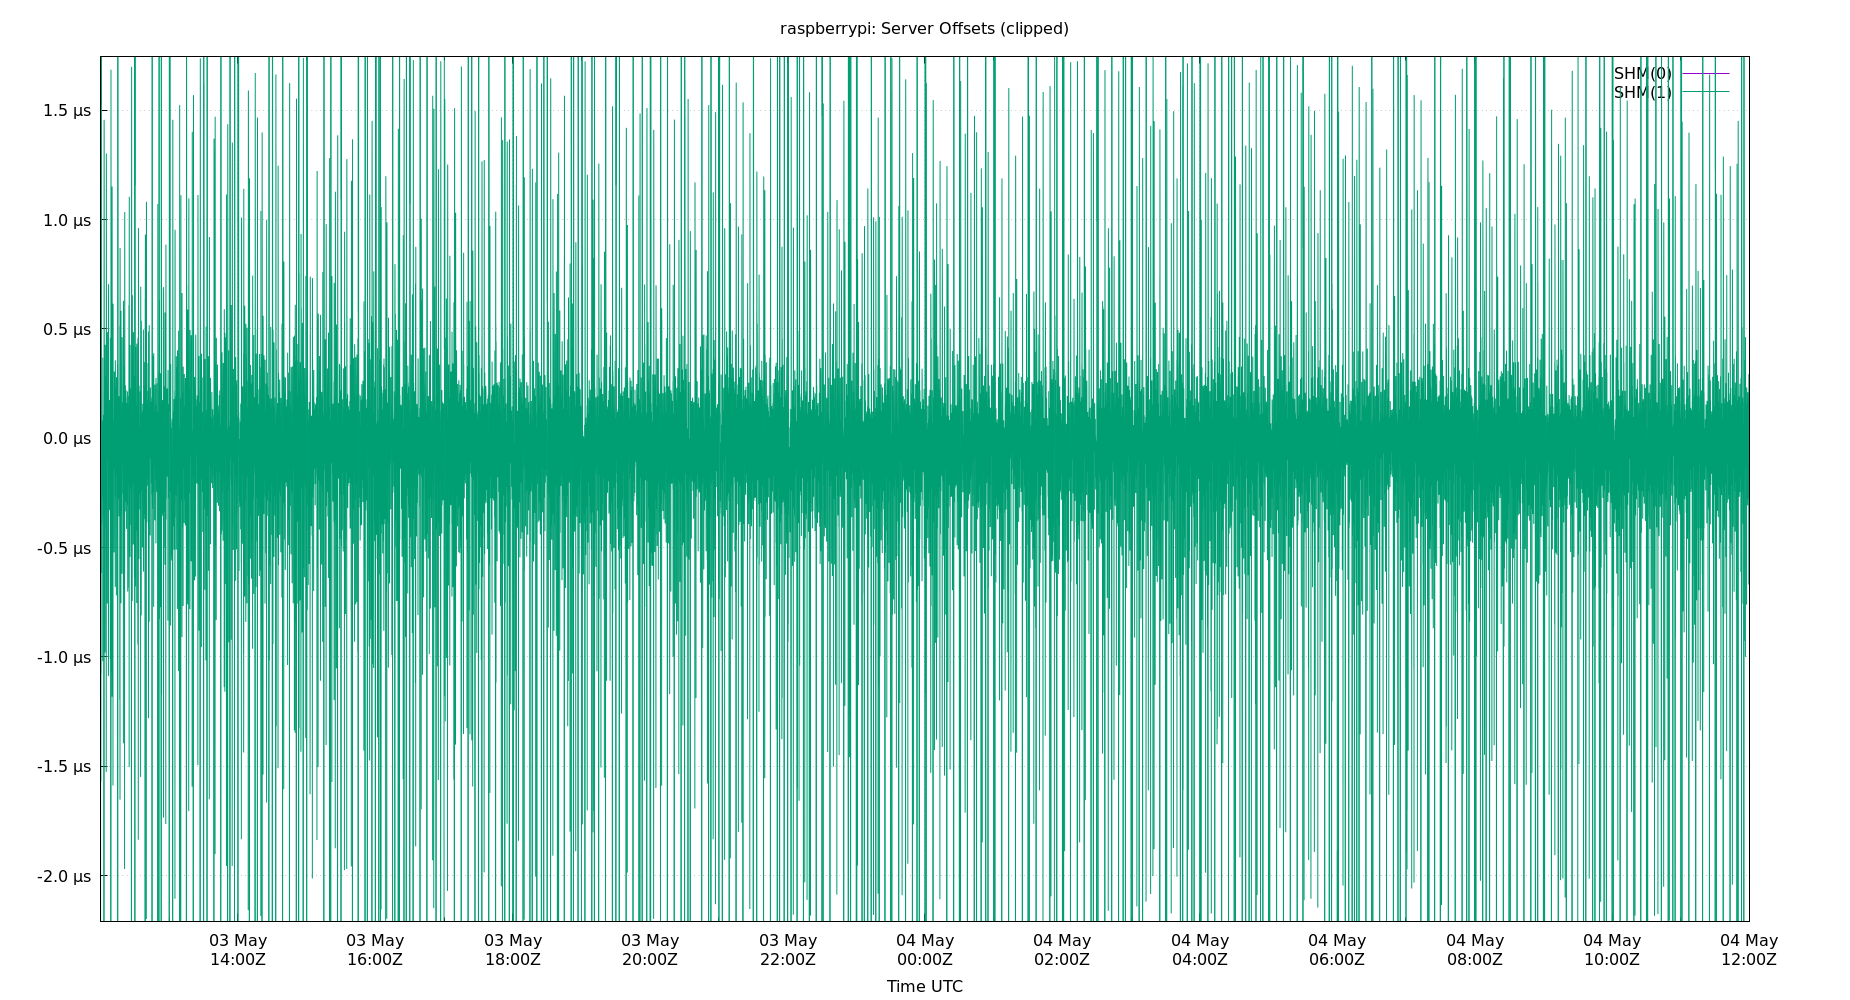 raspberrypi: Server Offsets (clipped)
SHM(0)
SHM(1)
1.5 µs
1.0 µs
0.5 µs
0.0 µs
-0.5 µs
-1.0 µs
-1.5 µs
-2.0 µs
03 May 03 May 03 May 03 May 03 May 04 May 04 May 04 May 04 May 04 May 04 May 04 May
14:00Z 16:00Z 18:00Z 20:00Z 22:00Z 00:00Z 02:00Z 04:00Z 06:00Z 08:00Z 10:00Z 12:00Z
Time UTC